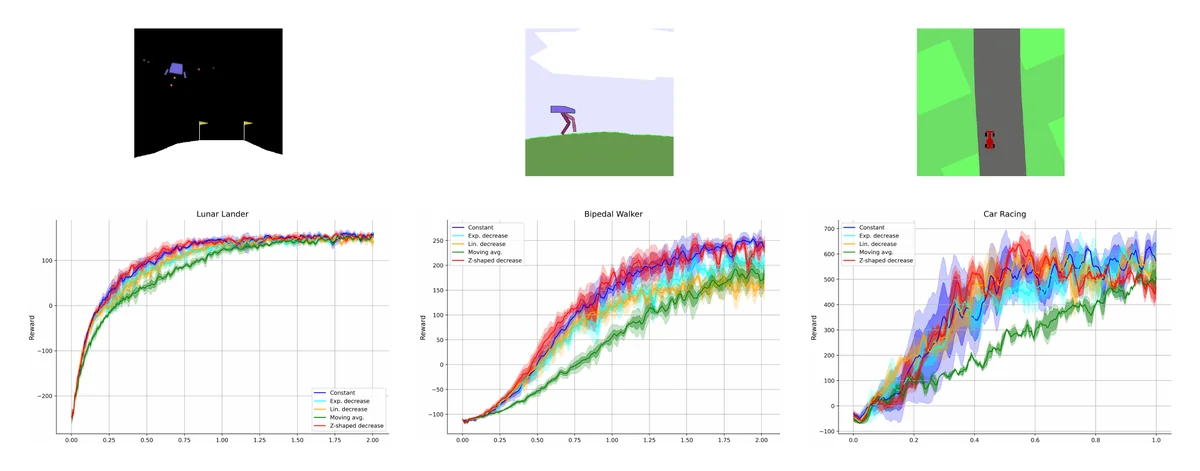 Lunar Lander
Reward
100
0
−100
−200
0.00 0.25 0.50 0.75 1.00 1.25 1.50 1.75 2.00
Constant
Exp. decrease
Lin. decrease
Moving avg.
Z-shaped decrease
Bipedal Walker
Reward
250
200
150
100
50
0
−50
−100
0.00 0.25 0.50 0.75 1.00 1.25 1.50 1.75 2.00
Constant
Exp. decrease
Lin. decrease
Moving avg.
Z-shaped decrease
Car Racing
Reward
700
600
500
400
300
200
100
0
−100
0.0 0.2 0.4 0.6 0.8 1.0
Constant
Exp. decrease
Lin. decrease
Moving avg.
Z-shaped decrease